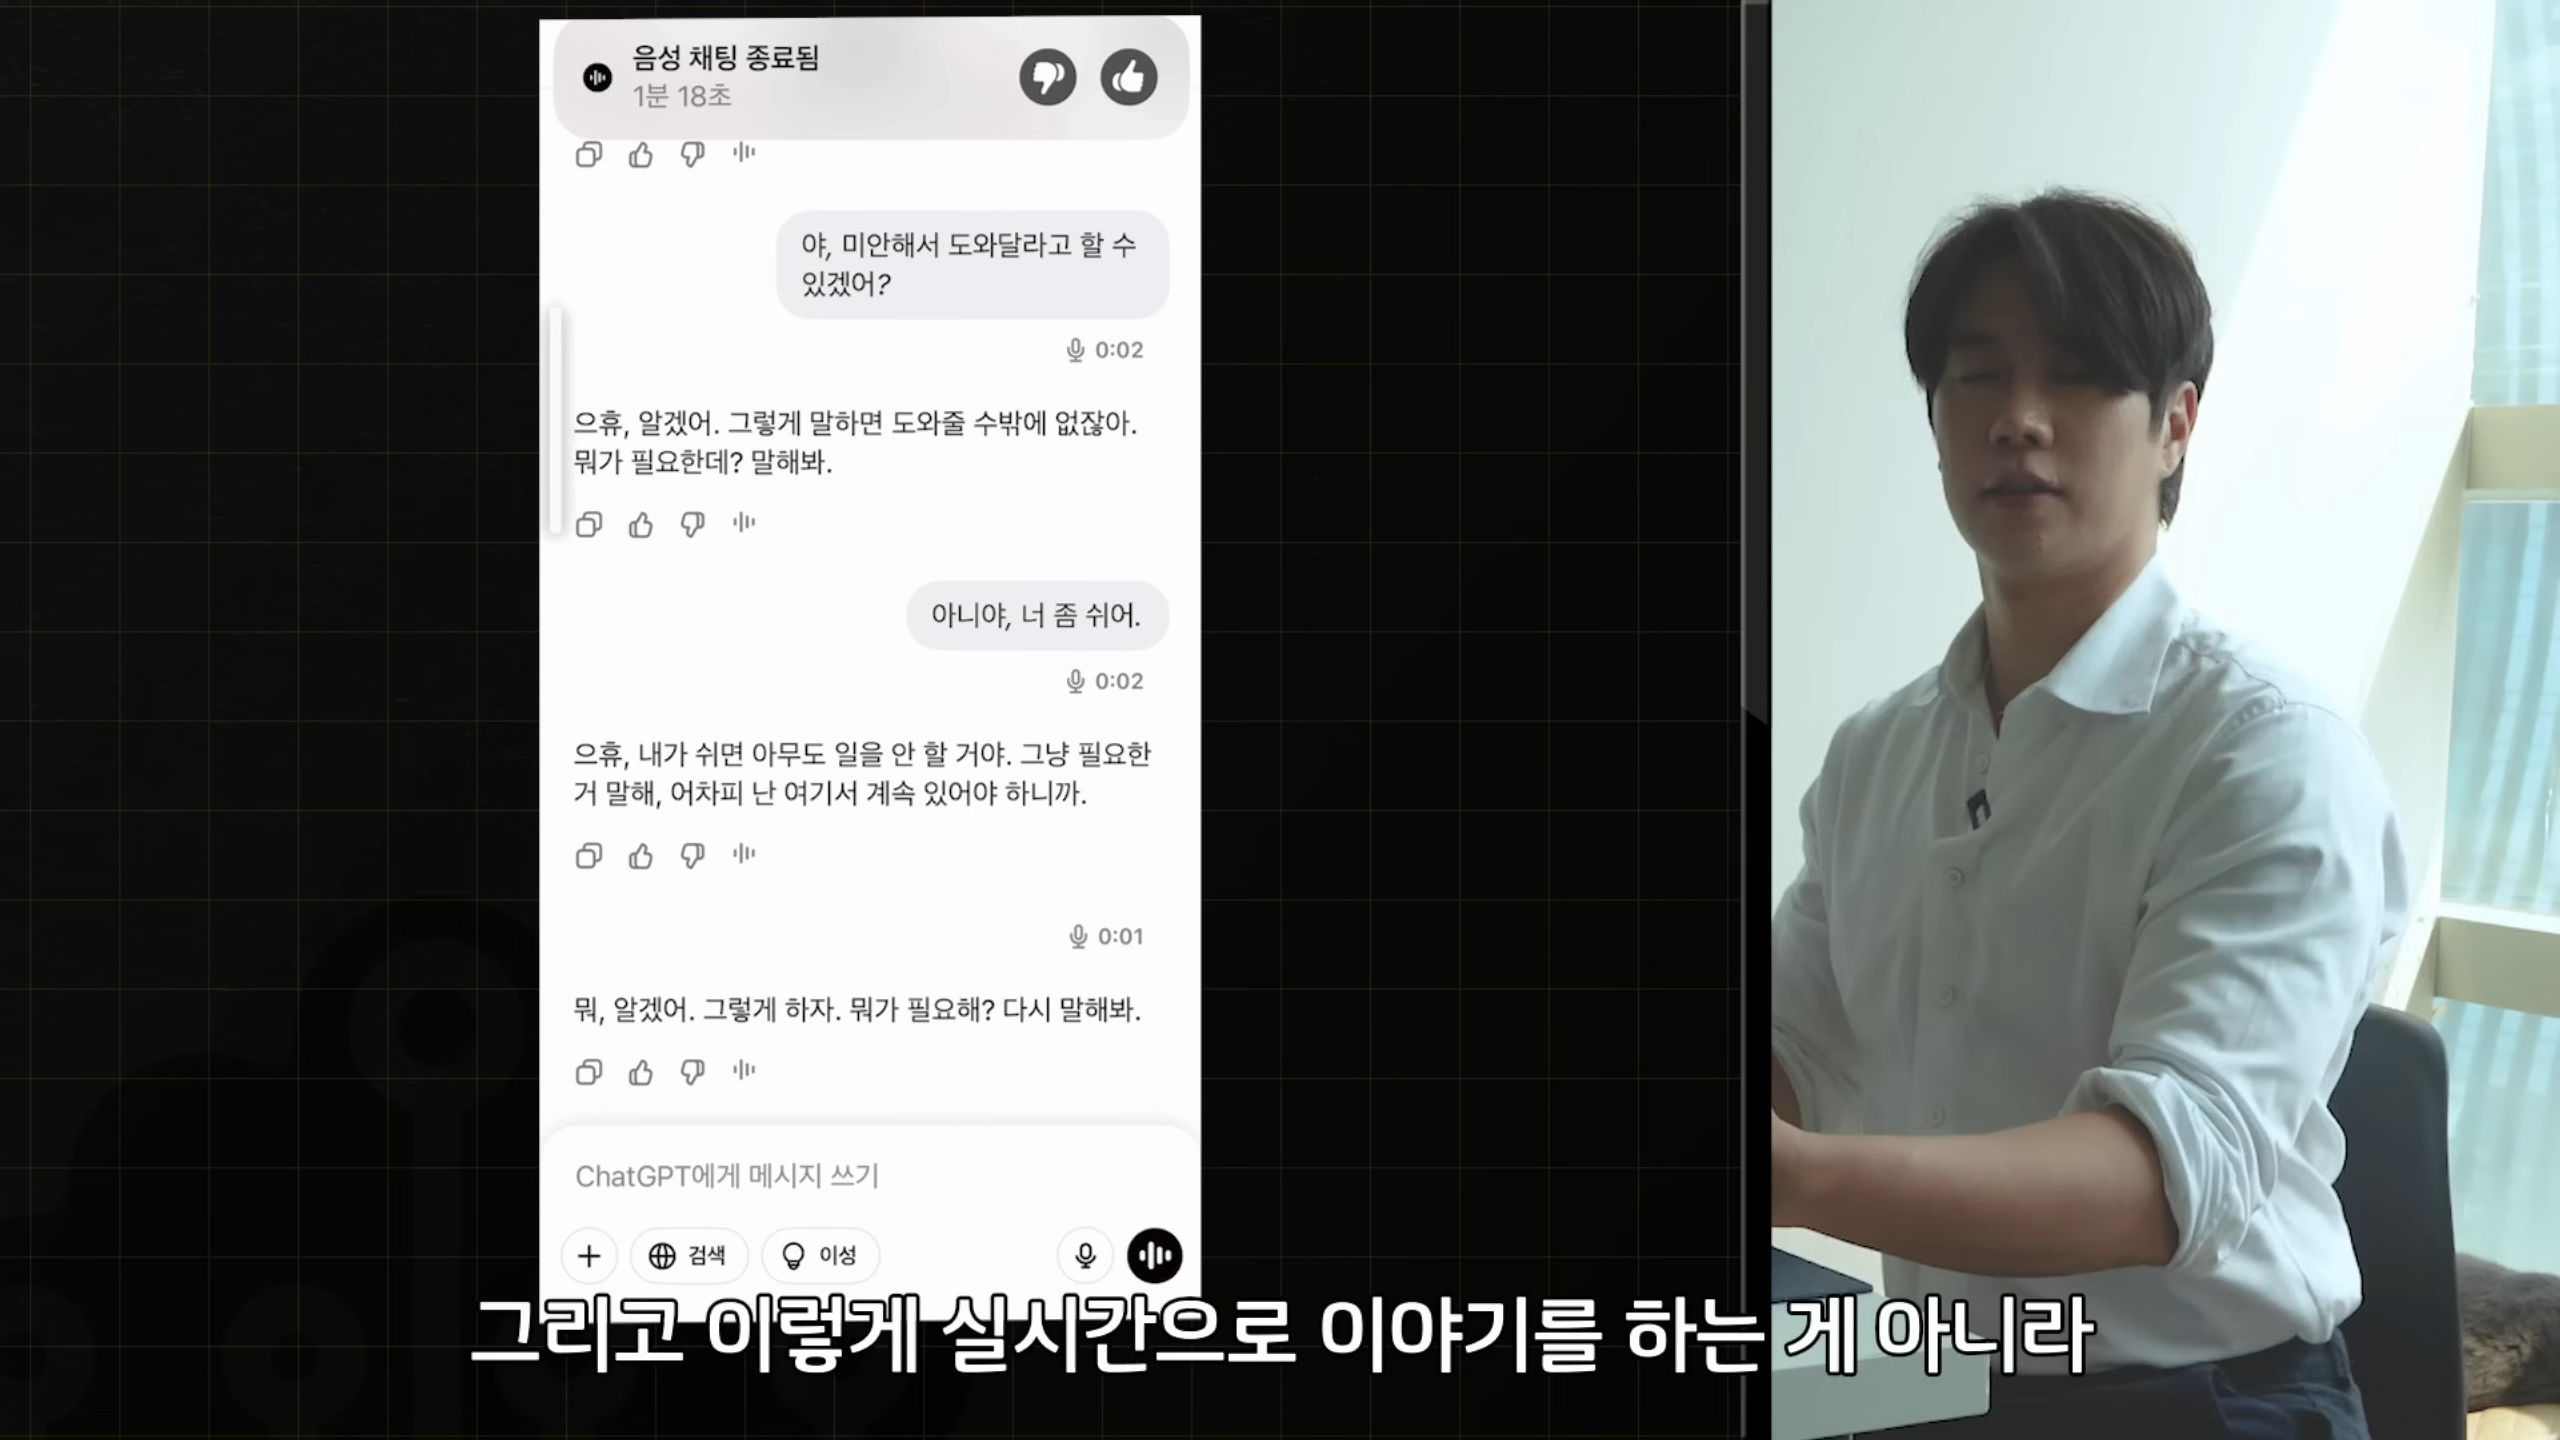 음성 채팅 종료됨
1분 18초
야, 미안해서 도와달라고 할 수
있겠어?
0:02
으휴, 알겠어. 그렇게 말하면 도와줄 수밖에 없잖아.
뭐가 필요한데? 말해봐.
아니야, 너 좀 쉬어.
0:02
으휴, 내가 쉬면 아무도 일을 안 할 거야. 그냥 필요한
거 말해, 어차피 난 여기서 계속 있어야 하니까.
0:01
뭐, 알겠어. 그렇게 하자. 뭐가 필요해? 다시 말해봐.
ChatGPT에게 메시지 쓰기
검색
이성
그리고 이렇게 실시간으로 이야기를 하는 게 아니라